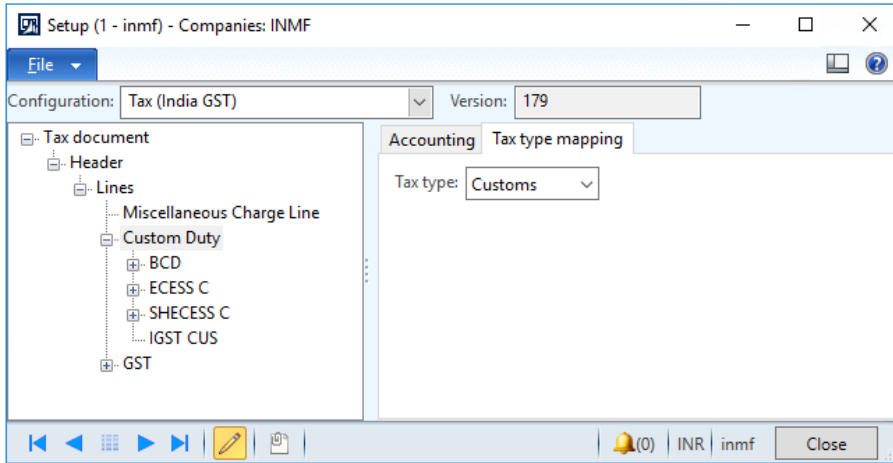 Setup (1 - inmf) - Companies: INMF
File
Configuration: Tax (India GST) Version: 179
Tax document
Header
Lines
Miscellaneous Charge Line
Custom Duty
BCD
ECESS C
SHECESS C
IGST CUS
GST
Accounting Tax type mapping
Tax type: Customs
(0) INR inmf Close